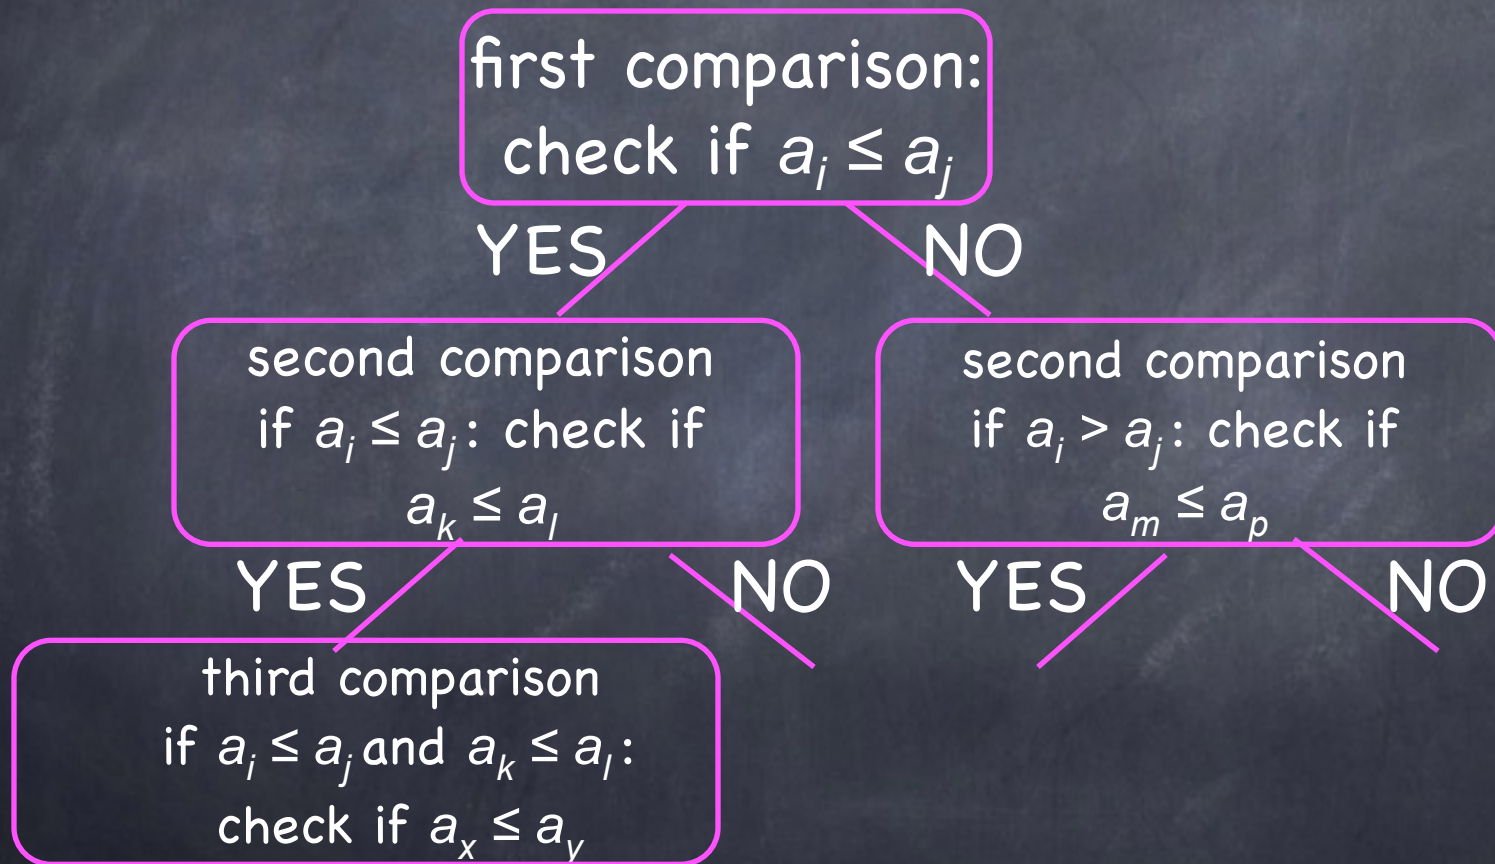 first comparison:
check if aᵢ ≤ aⱼ
YES
NO
second comparison
if aᵢ ≤ aⱼ : check if
aₖ ≤ aₗ
second comparison
if aᵢ > aⱼ : check if
aₘ ≤ aₚ
YES
NO
YES
NO
third comparison
if aᵢ ≤ aⱼ and aₖ ≤ aₗ :
check if aₓ ≤ a_y